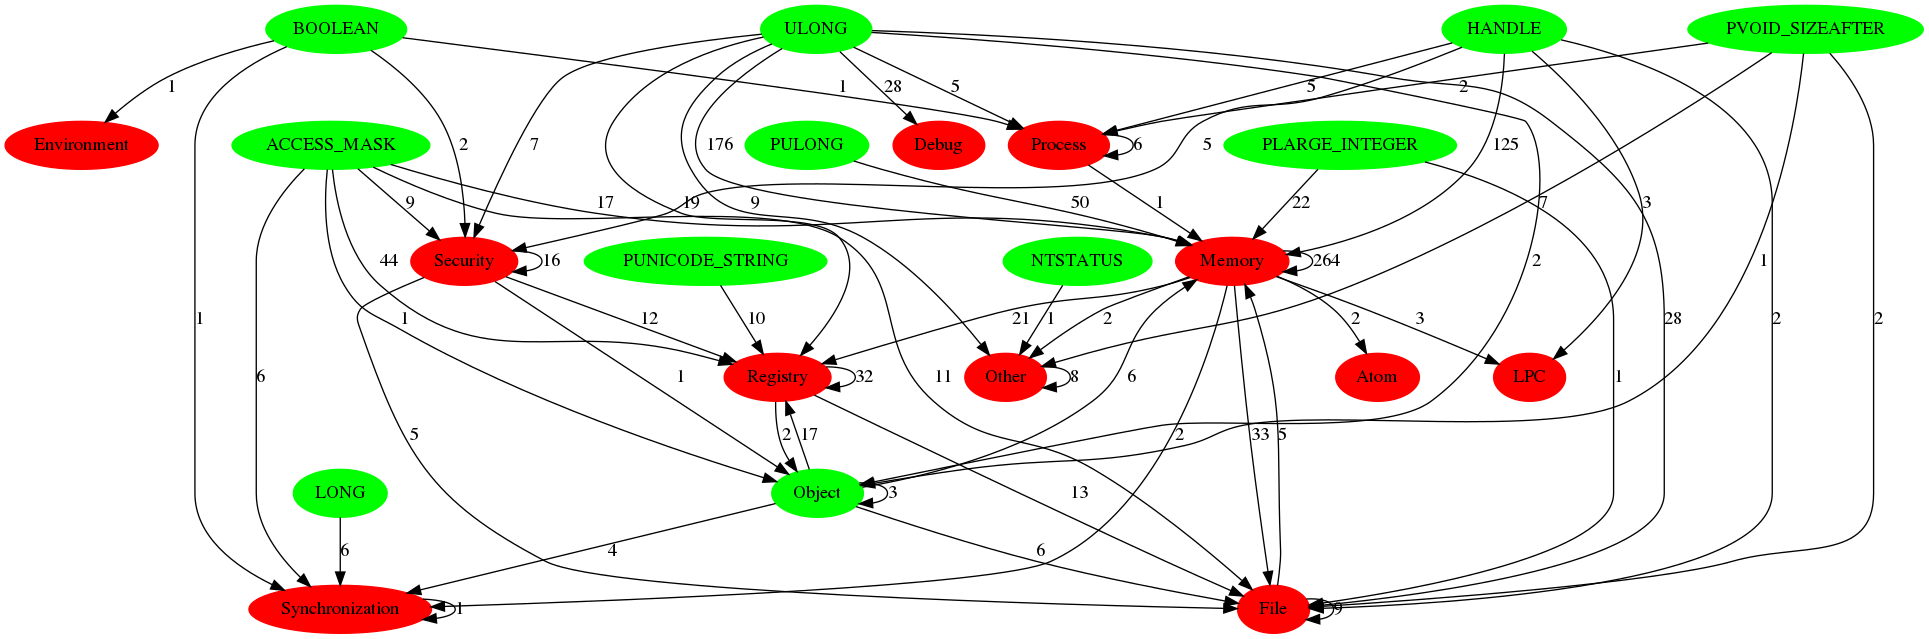 BOOLEAN ULONG HANDLE PVOID_SIZEAFTER
1 1 28 5 5 2
Environment ACCESS_MASK 2 7 176 PULONG Debug Process 6 5 PLARGE_INTEGER 125
9 17 19 9 50 1 22 3 7
Security 16 PUNICODE_STRING NTSTATUS Memory 264 44 2 1
1 1 12 10 21 1 2 2 3 28 2 2
Registry 32 Other 8 Atom LPC
6 1 1
5 2 17 6 11 2 33 5
LONG Object 3 13
6 4 6
Synchronization 1 File 9